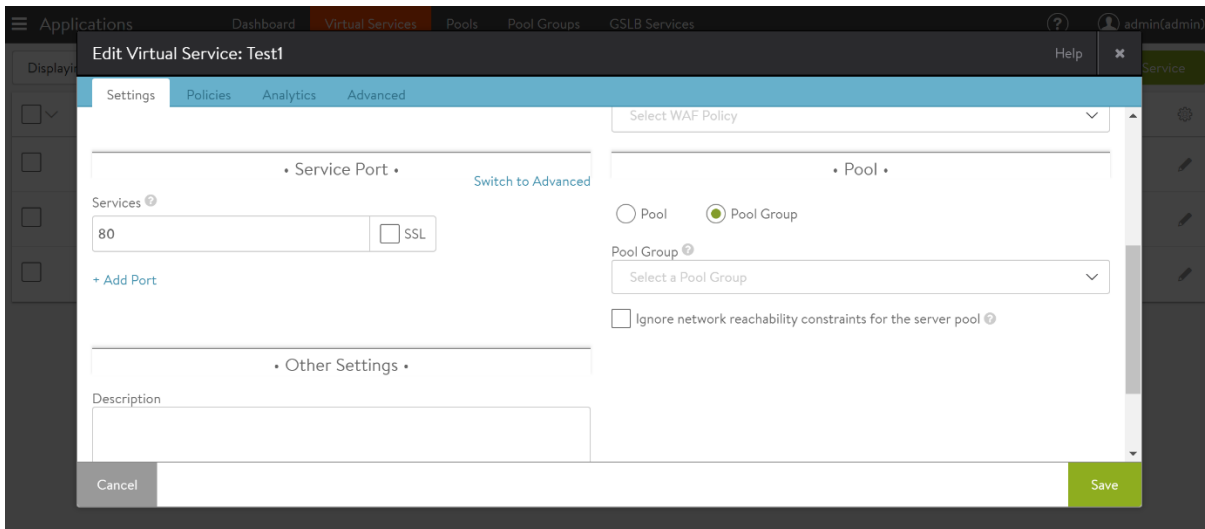 Applications Dashboard Virtual Services Pools Pool Groups GSLB Services ? admin(admin)
Edit Virtual Service: Test1 Help
Displayi Service
Settings Policies Analytics Advanced
Select WAF Policy
• Service Port • • Pool •
Switch to Advanced
Services ?
Pool Pool Group
80 SSL
Pool Group ?
+ Add Port Select a Pool Group
Ignore network reachability constraints for the server pool ?
• Other Settings •
Description
Cancel Save